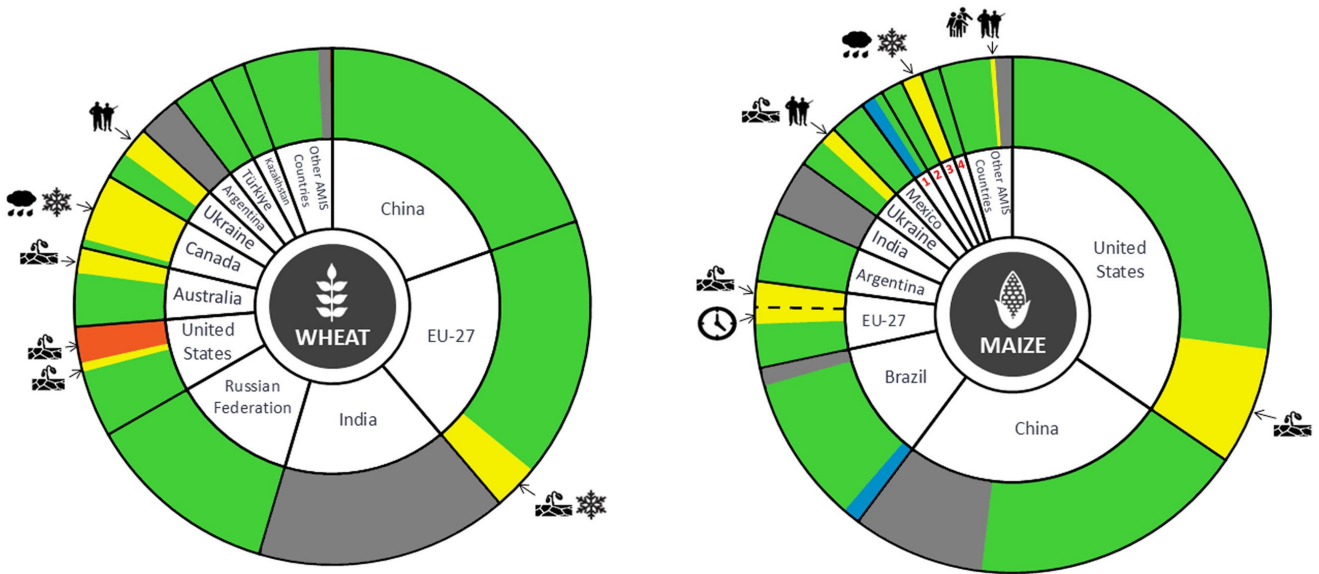 China
EU-27
India
Russian
Federation
United
States
Australia
Canada
Ukraine
Argentina
Türkiye
Kazakhstan
Other AMIS
Countries
WHEAT
United
States
China
Brazil
EU-27
Argentina
India
Ukraine
Mexico
1
2
3
4
Other AMIS
Countries
MAIZE